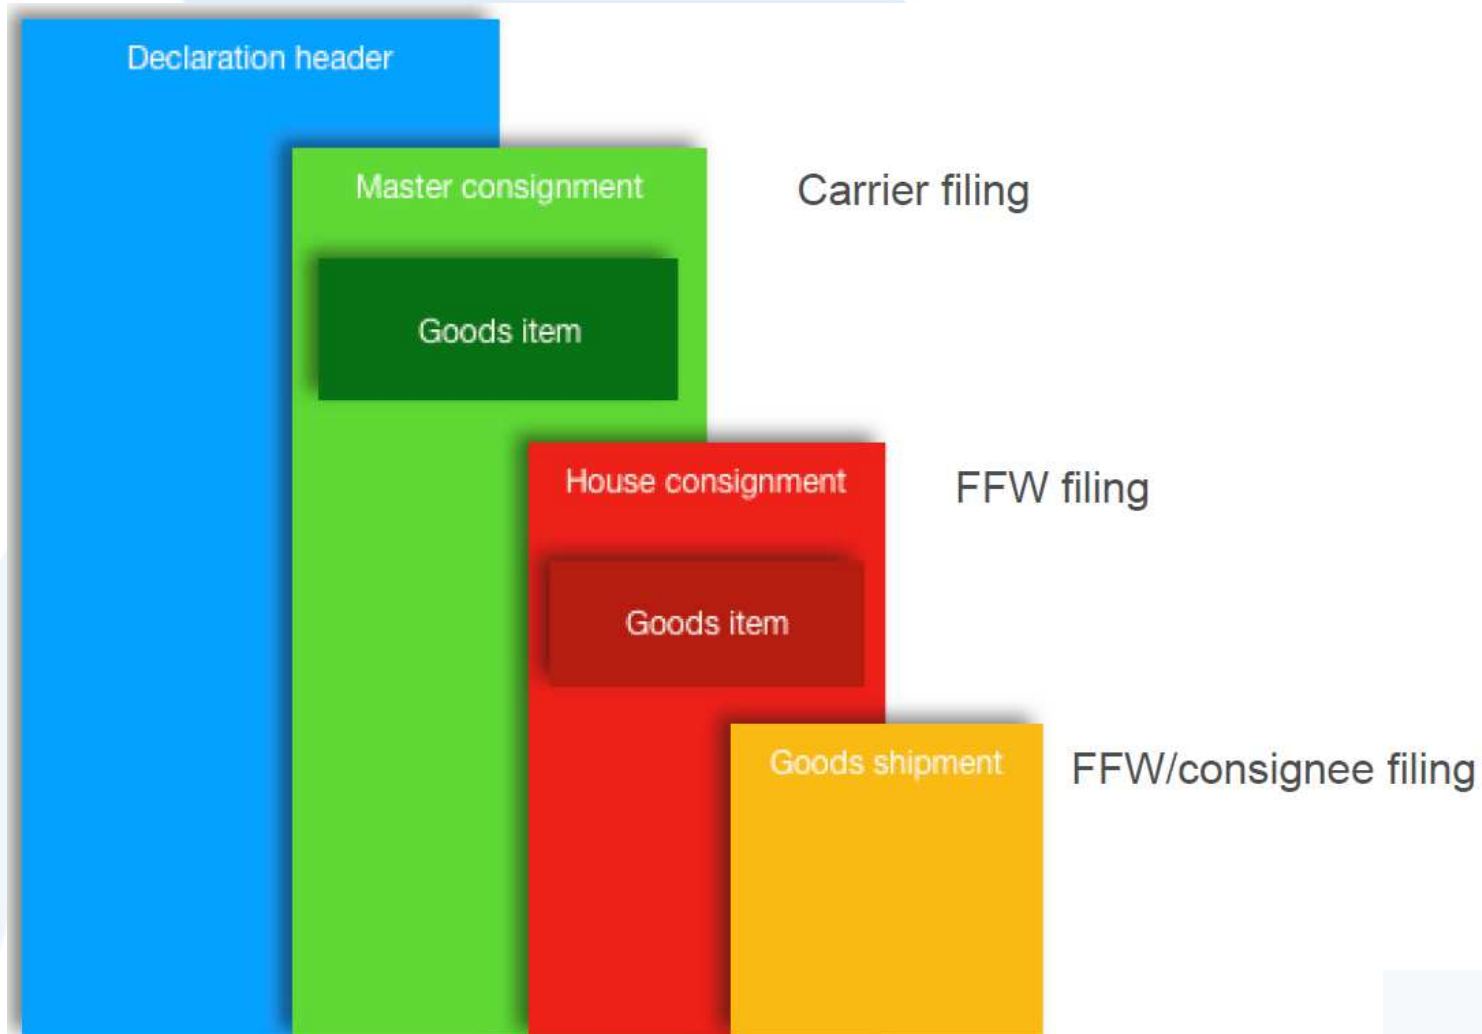 Declaration header
Master consignment
Carrier filing
Goods item
House consignment
FFW filing
Goods item
Goods shipment
FFW/consignee filing